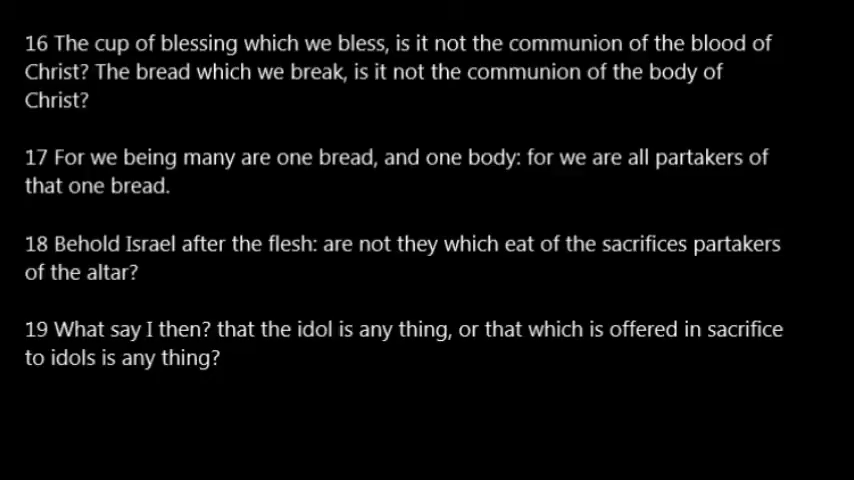 16 The cup of blessing which we bless, is it not the communion of the blood of
Christ? The bread which we break, is it not the communion of the body of
Christ?
17 For we being many are one bread, and one body: for we are all partakers of
that one bread.
18 Behold Israel after the flesh: are not they which eat of the sacrifices partakers
of the altar?
19 What say I then? that the idol is any thing, or that which is offered in sacrifice
to idols is any thing?